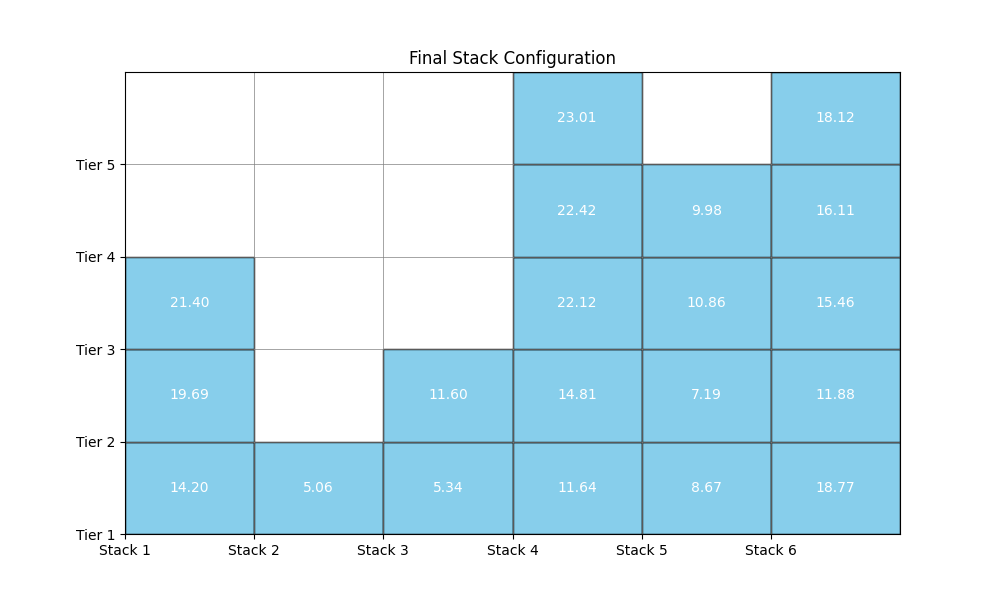 Final Stack Configuration
23.01 18.12
Tier 5
22.42 9.98 16.11
Tier 4
21.40 22.12 10.86 15.46
Tier 3
19.69 11.60 14.81 7.19 11.88
Tier 2
14.20 5.06 5.34 11.64 8.67 18.77
Tier 1
Stack 1 Stack 2 Stack 3 Stack 4 Stack 5 Stack 6